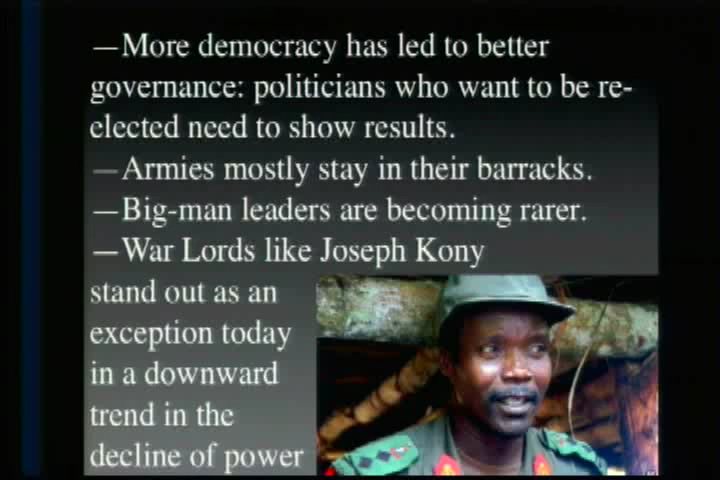 —More democracy has led to better
governance: politicians who want to be re-
elected need to show results.
—Armies mostly stay in their barracks.
—Big-man leaders are becoming rarer.
—War Lords like Joseph Kony
stand out as an
exception today
in a downward
trend in the
decline of power